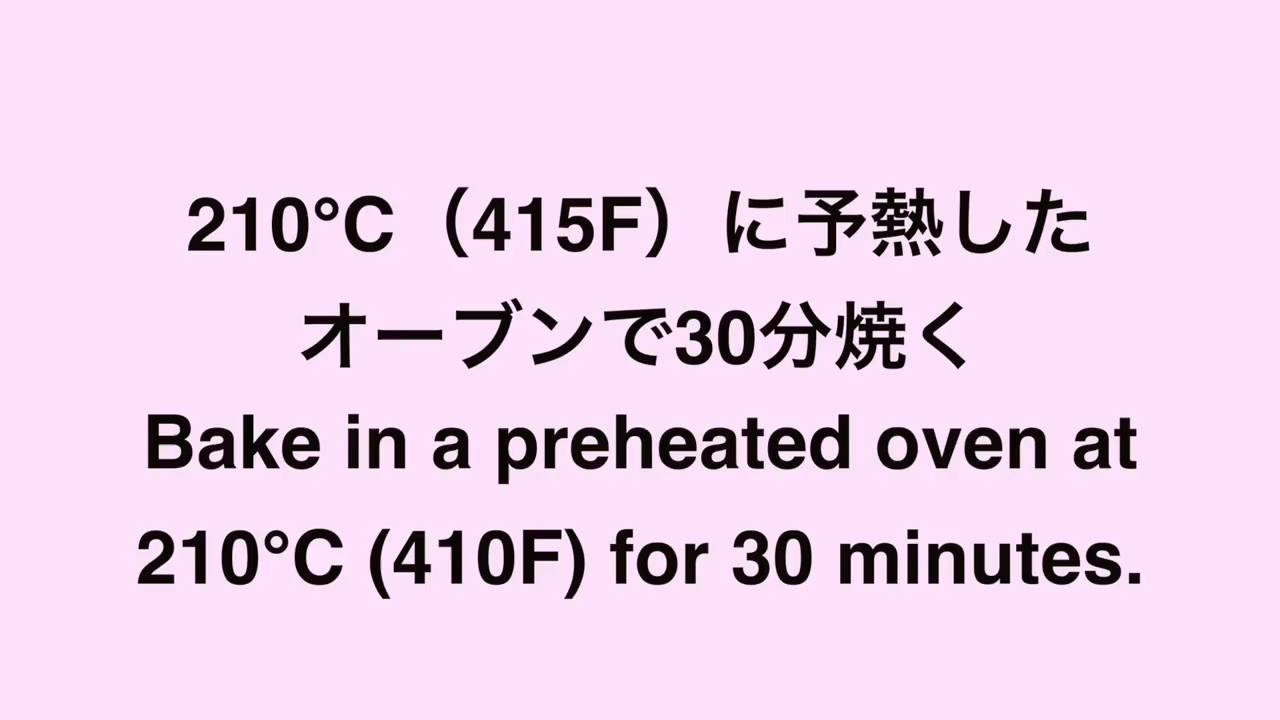 210°C（415F）に予熱した
オーブンで30分焼く
Bake in a preheated oven at
210°C (410F) for 30 minutes.